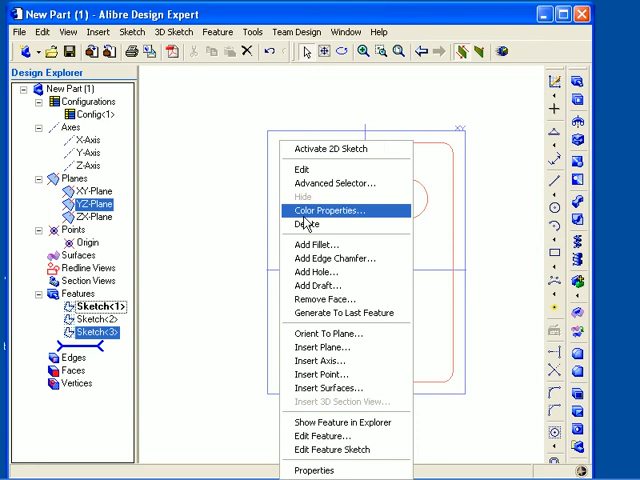 New Part (1) - Alibre Design Expert
File Edit View Insert Sketch 3D Sketch Feature Tools Team Design Window Help
Design Explorer
New Part (1)
Configurations
Config<1>
Axes
X-Axis
Y-Axis
Z-Axis
Planes
XY-Plane
YZ-Plane
ZX-Plane
Points
Origin
Surfaces
Redline Views
Section Views
Features
Sketch<1>
Sketch<2>
Sketch<3>
Edges
Faces
Vertices
XY
Activate 2D Sketch
Edit
Advanced Selector...
Hide
Color Properties...
Delete
Add Fillet...
Add Edge Chamfer...
Add Hole...
Add Draft...
Remove Face...
Generate To Last Feature
Orient To Plane...
Insert Plane...
Insert Axis...
Insert Point...
Insert Surfaces...
Insert 3D Section View...
Show Feature in Explorer
Edit Feature...
Edit Feature Sketch
Properties